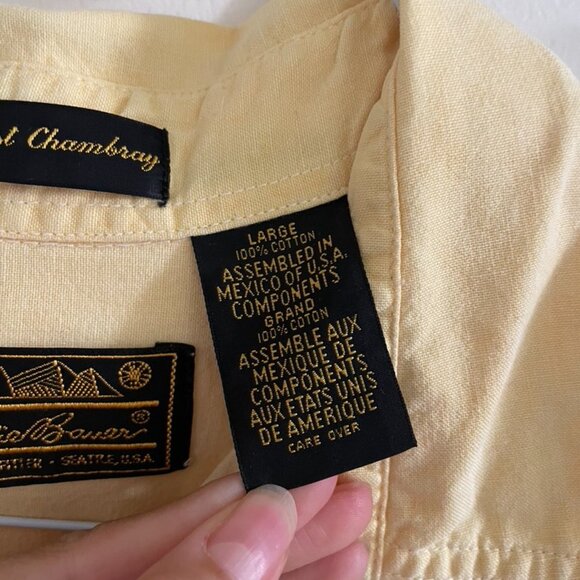 Chambray
LARGE
100% COTTON
ASSEMBLED IN
MEXICO OF U.S.A.
COMPONENTS
GRAND
100% COTON
ASSEMBLE AUX
MEXIQUE DE
COMPONENTS
AUX ETATS UNIS
DE AMERIQUE
CARE OVER
Bauer®
SEATTLE, U.S.A.